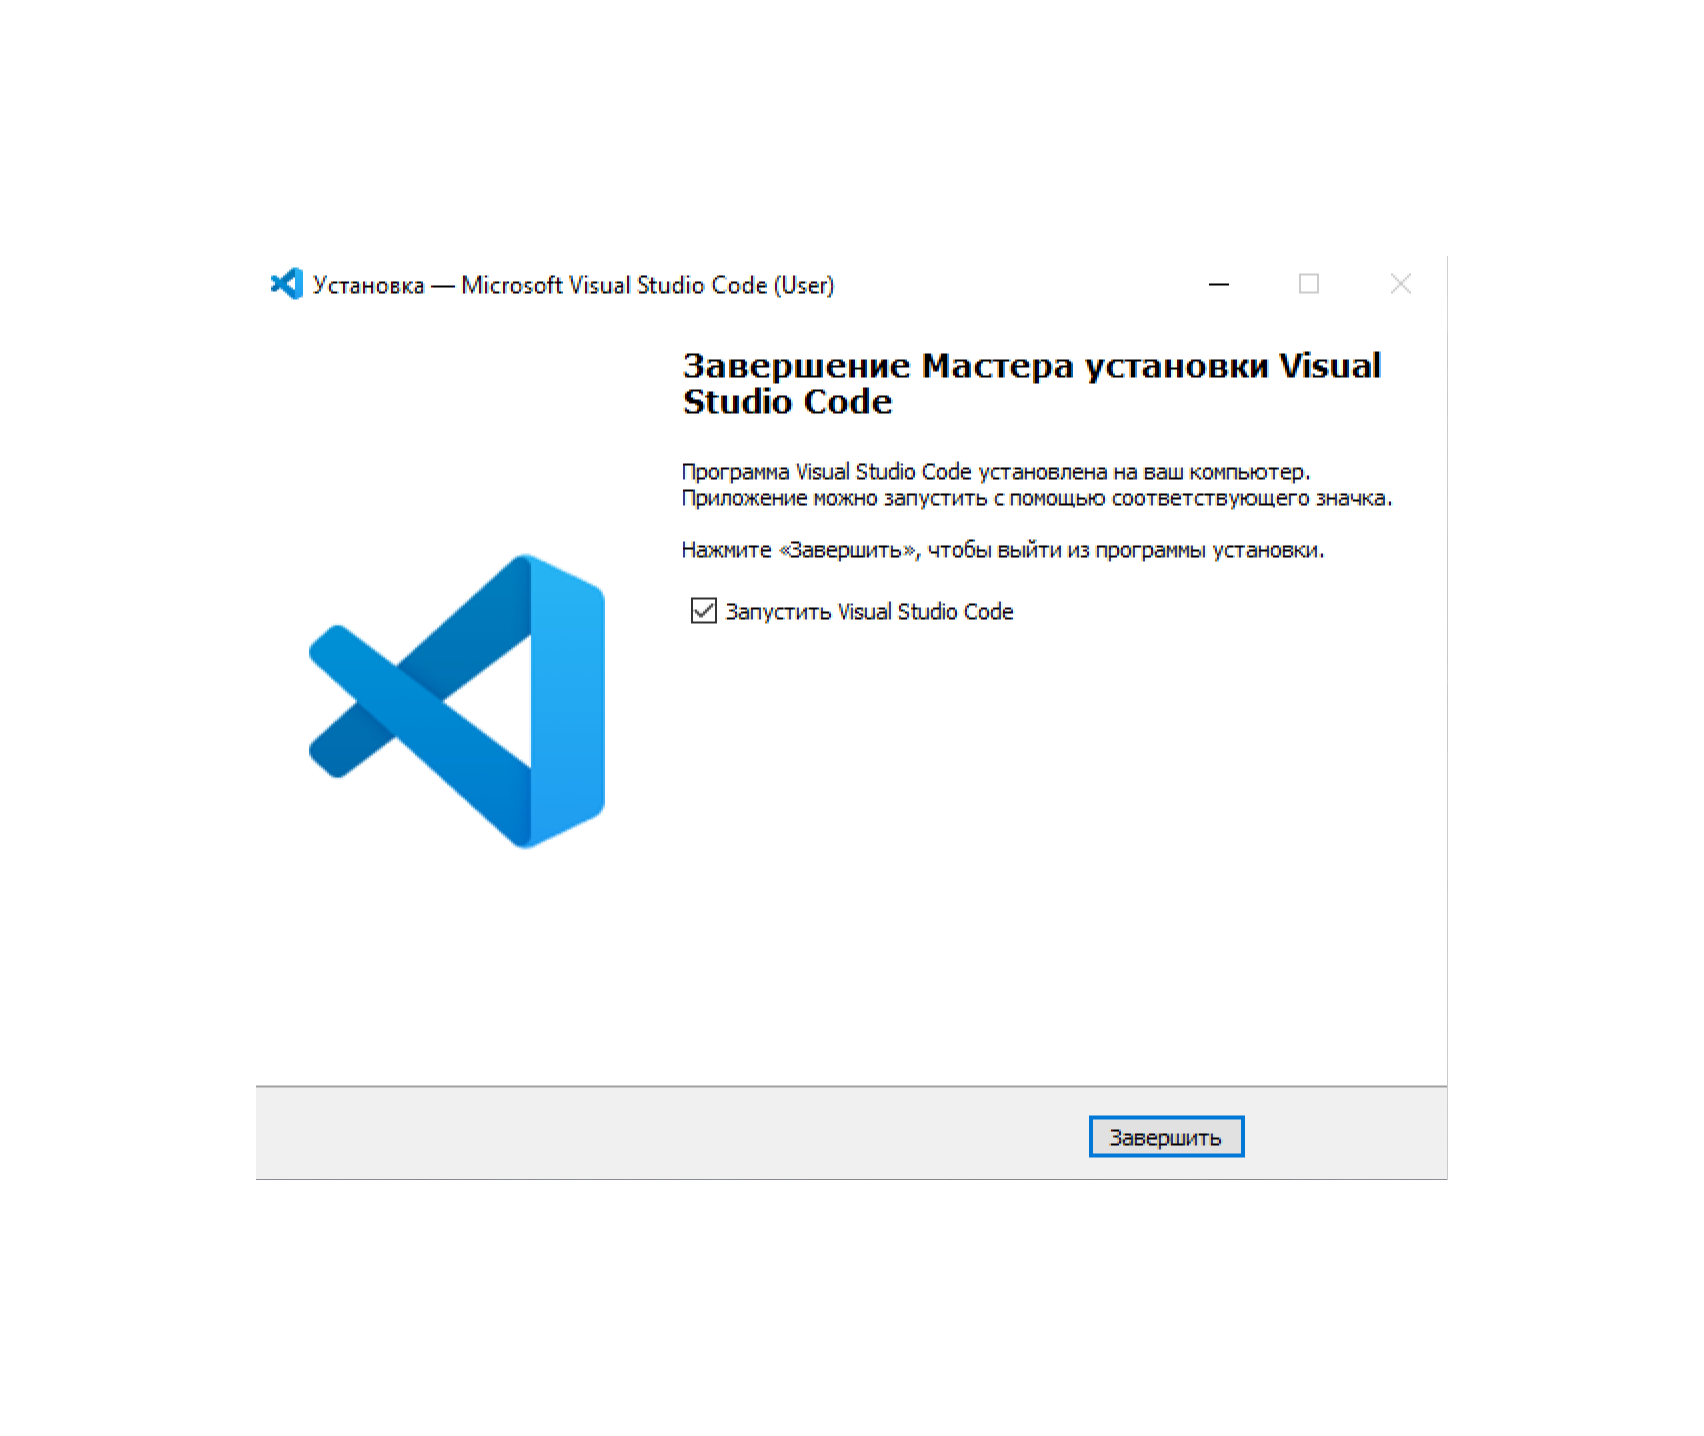 Установка — Microsoft Visual Studio Code (User)
Завершение Мастера установки Visual
Studio Code
Программа Visual Studio Code установлена на ваш компьютер.
Приложение можно запустить с помощью соответствующего значка.
Нажмите «Завершить», чтобы выйти из программы установки.
Запустить Visual Studio Code
Завершить